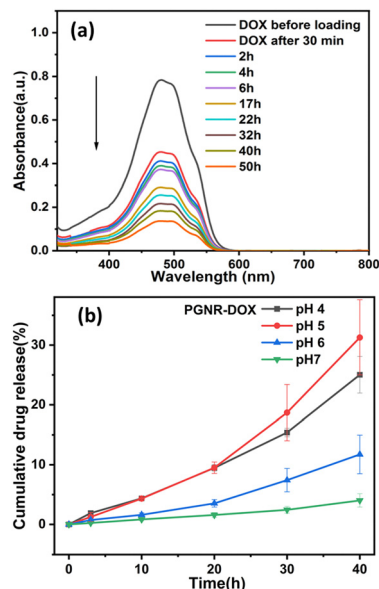 (a)
DOX before loading
DOX after 30 min
2h
4h
6h
17h
22h
32h
40h
50h
Absorbance(a.u.)
1.0
0.8
0.6
0.4
0.2
0.0
400 500 600 700 800
Wavelength (nm)
(b)
PGNR-DOX
pH 4
pH 5
pH 6
pH7
Cumulative drug release(%)
30
20
10
0
0 10 20 30 40
Time(h)